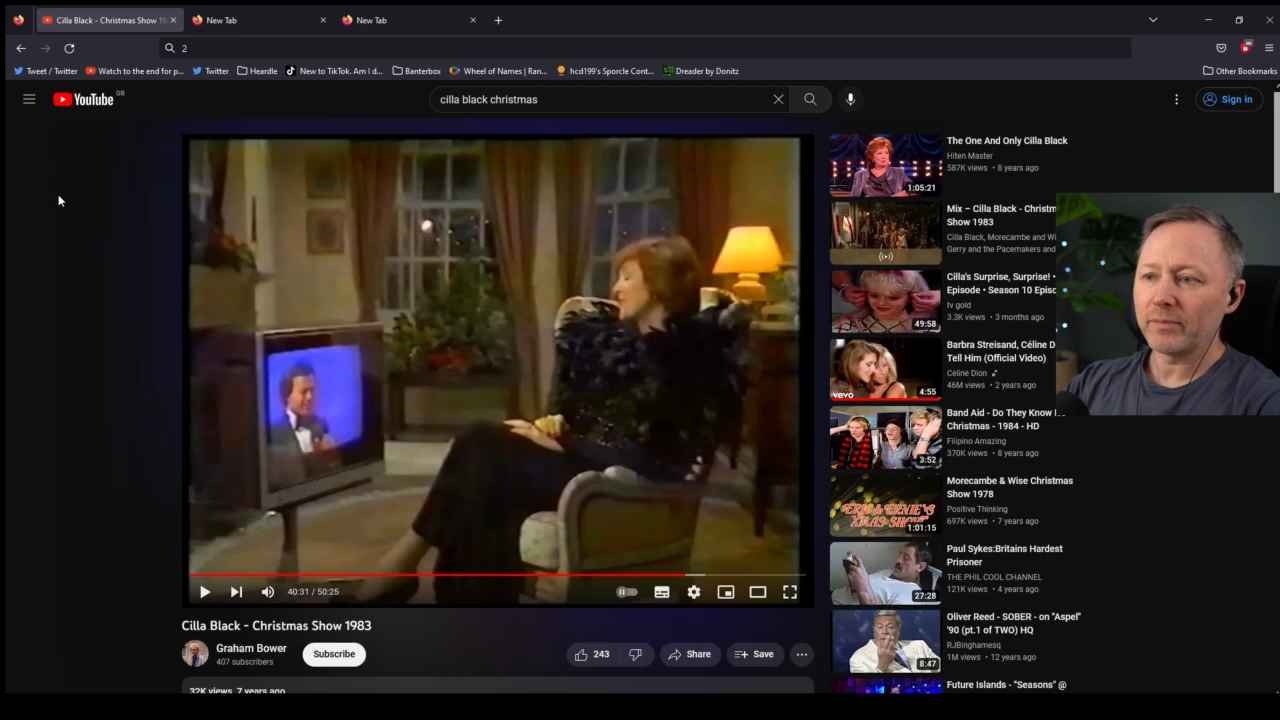 Cilla Black - Christmas Show 19
New Tab
New Tab
2
Tweet / Twitter
Watch to the end for p...
Twitter
Heardle
New to TikTok. Am I d...
Banterbox
Wheel of Names | Ran...
hcd199's Sporcle Cont...
Dreader by Donitz
Other Bookmarks
YouTube GB
cilla black christmas
Sign in
40:31 / 50:25
Cilla Black - Christmas Show 1983
Graham Bower
407 subscribers
Subscribe
243
Share
Save
32K views 7 years ago
1:05:21
The One And Only Cilla Black
Hiten Master
587K views • 8 years ago
Mix – Cilla Black - Christm
Show 1983
Cilla Black, Morecambe and Wi
Gerry and the Pacemakers and
49:58
Cilla's Surprise, Surprise! •
Episode • Season 10 Episo
tv gold
3.3K views • 3 months ago
vevo
4:55
Barbra Streisand, Céline D
Tell Him (Official Video)
Celine Dion
46M views • 2 years ago
3:52
Band Aid - Do They Know I
Christmas - 1984 - HD
Filipino Amazing
370K views • 8 years ago
ERIC & ERNIE'S
XMAS SHOW
1:01:15
Morecambe & Wise Christmas
Show 1978
Positive Thinking
697K views • 7 years ago
27:28
Paul Sykes:Britains Hardest
Prisoner
THE PHIL COOL CHANNEL
121K views • 4 years ago
8:47
Oliver Reed - SOBER - on "Aspel"
'90 (pt.1 of TWO) HQ
RJBinghamesq
1M views • 12 years ago
Future Islands - "Seasons" @